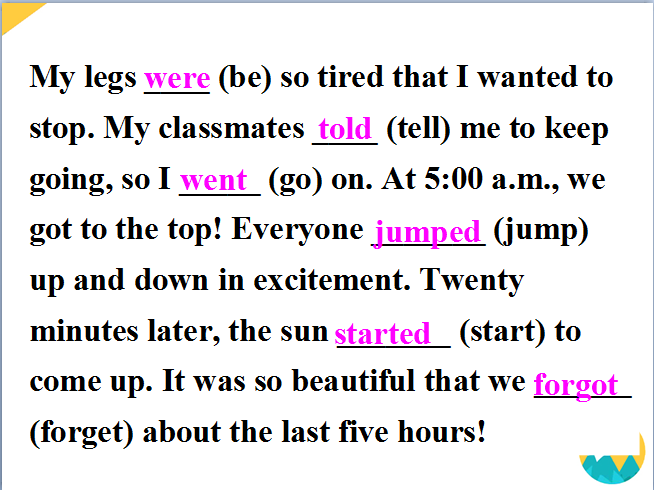 My legs were (be) so tired that I wanted to
stop. My classmates told (tell) me to keep
going, so I went (go) on. At 5:00 a.m., we
got to the top! Everyone jumped (jump)
up and down in excitement. Twenty
minutes later, the sun started (start) to
come up. It was so beautiful that we forgot
(forget) about the last five hours!